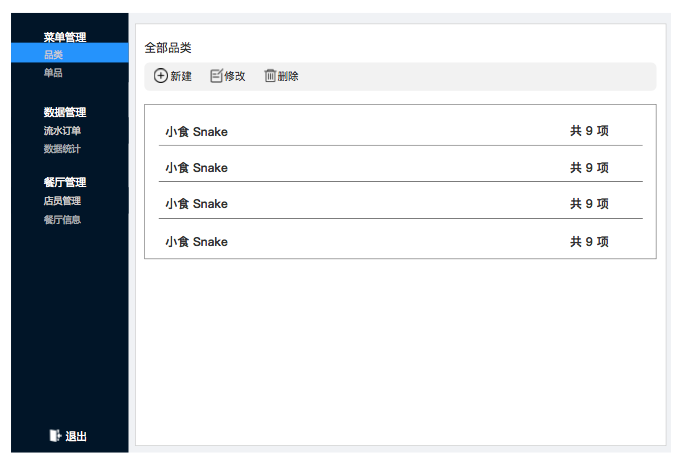 菜单管理
品类
单品
数据管理
流水订单
数据统计
餐厅管理
店员管理
餐厅信息
退出
全部品类
新建 修改 删除
小食 Snake 共 9 项
小食 Snake 共 9 项
小食 Snake 共 9 项
小食 Snake 共 9 项